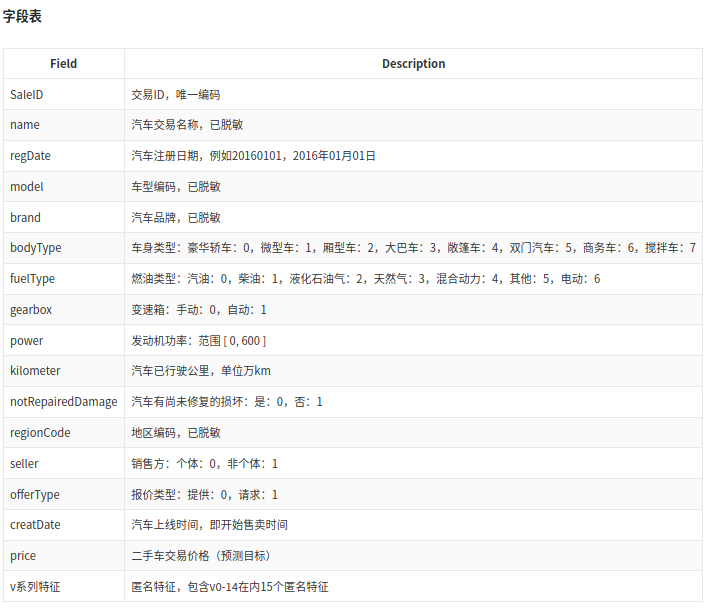 字段表
Field Description
SaleID 交易ID，唯一编码
name 汽车交易名称，已脱敏
regDate 汽车注册日期，例如20160101，2016年01月01日
model 车型编码，已脱敏
brand 汽车品牌，已脱敏
bodyType 车身类型：豪华轿车：0，微型车：1，厢型车：2，大巴车：3，敞篷车：4，双门汽车：5，商务车：6，搅拌车：7
fuelType 燃油类型：汽油：0，柴油：1，液化石油气：2，天然气：3，混合动力：4，其他：5，电动：6
gearbox 变速箱：手动：0，自动：1
power 发动机功率：范围 [ 0, 600 ]
kilometer 汽车已行驶公里，单位万km
notRepairedDamage 汽车有尚未修复的损坏：是：0，否：1
regionCode 地区编码，已脱敏
seller 销售方：个体：0，非个体：1
offerType 报价类型：提供：0，请求：1
creatDate 汽车上线时间，即开始售卖时间
price 二手车交易价格（预测目标）
v系列特征 匿名特征，包含v0-14在内15个匿名特征